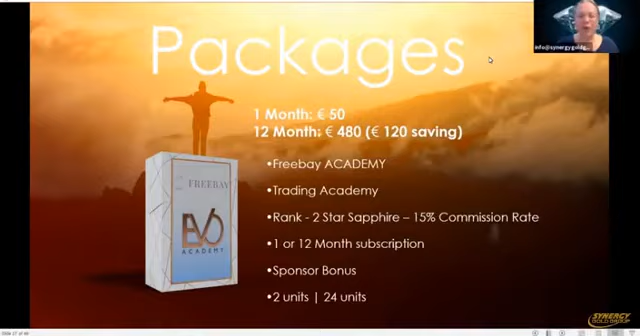 Packages
info@synergyguildg...
1 Month: € 50
12 Month: € 480 (€ 120 saving)
•Freebay ACADEMY
•Trading Academy
•Rank - 2 Star Sapphire – 15% Commission Rate
•1 or 12 Month subscription
•Sponsor Bonus
•2 units | 24 units
FREEBAY
EVO
ACADEMY
SYNERGY
GOLD GROUP